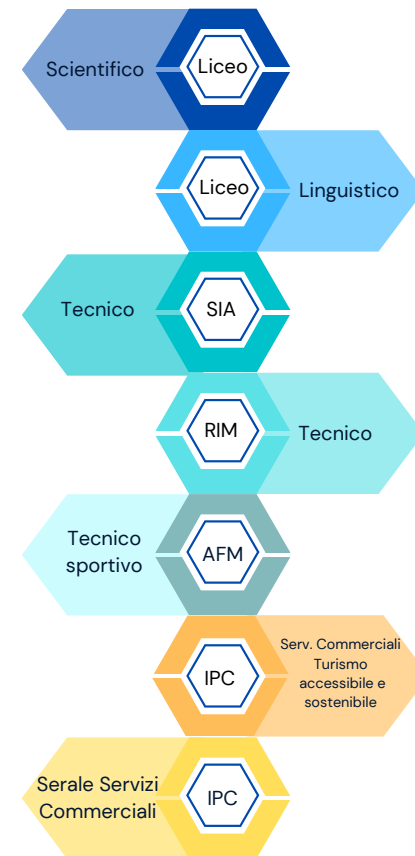 Scientifico
Liceo
Liceo
Linguistico
Tecnico
SIA
RIM
Tecnico
Tecnico
sportivo
AFM
IPC
Serv. Commerciali
Turismo
accessibile e
sostenibile
Serale Servizi
Commerciali
IPC